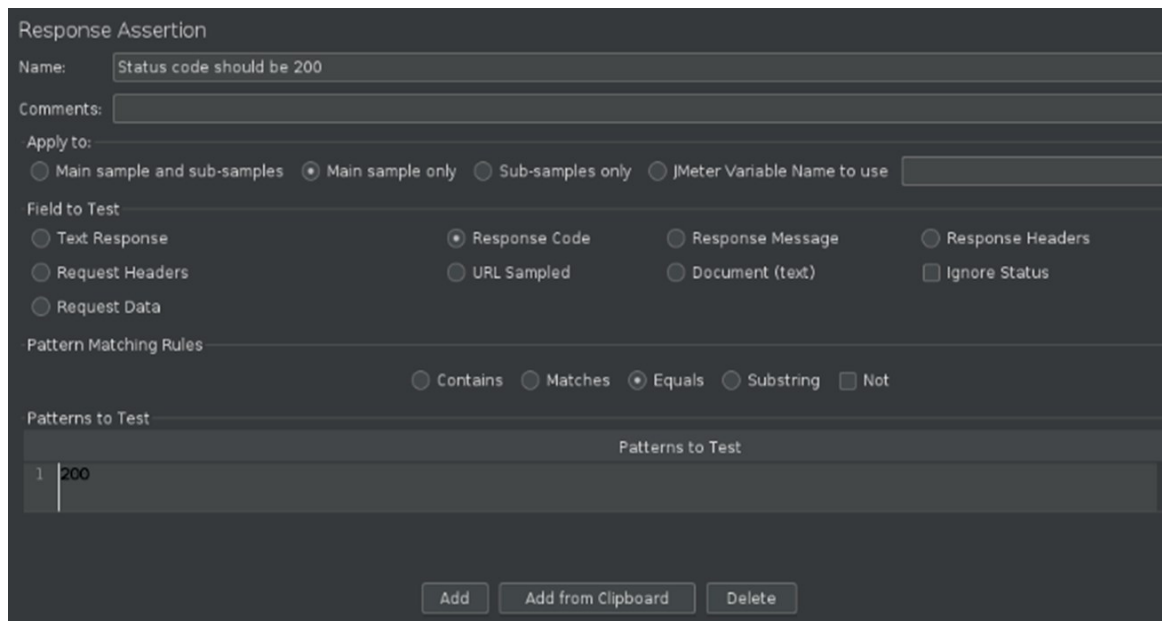 Response Assertion
Name: Status code should be 200
Comments:
Apply to:
Main sample and sub-samples Main sample only Sub-samples only JMeter Variable Name to use
Field to Test
Text Response Response Code Response Message Response Headers
Request Headers URL Sampled Document (text) Ignore Status
Request Data
Pattern Matching Rules
Contains Matches Equals Substring Not
Patterns to Test
Patterns to Test
1 200
Add Add from Clipboard Delete